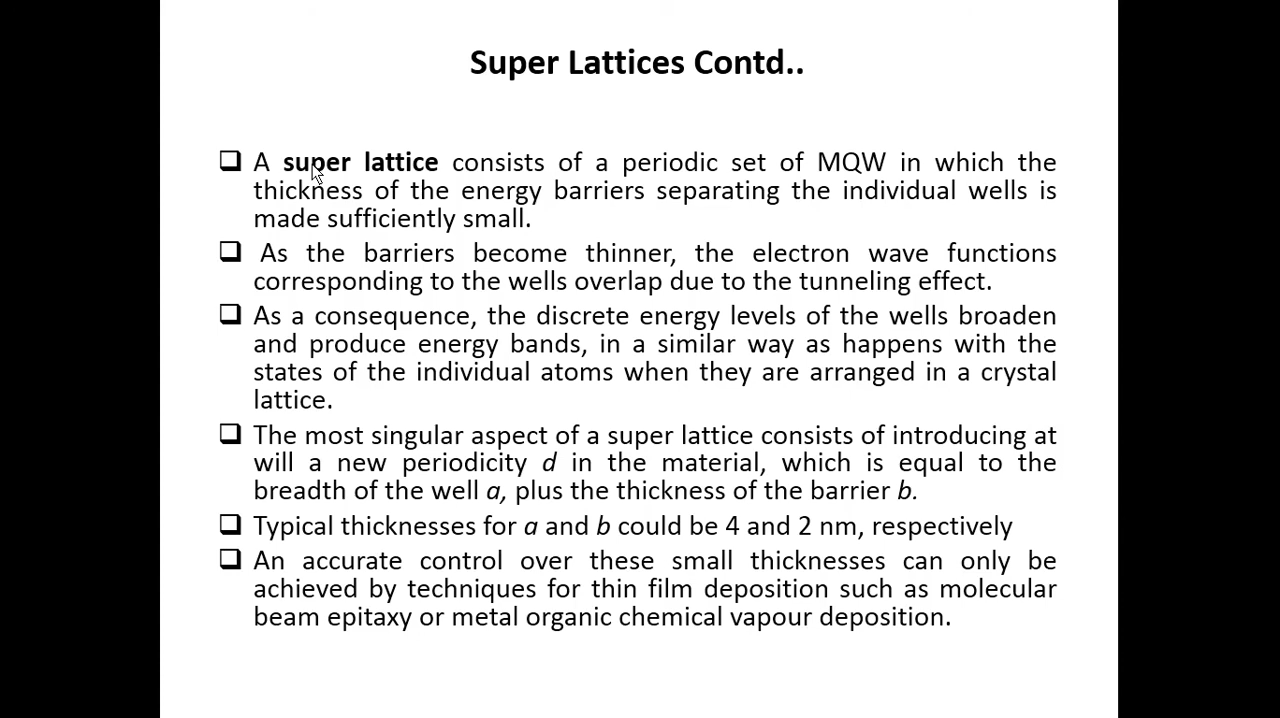 Super Lattices Contd..
❑ A super lattice consists of a periodic set of MQW in which the
thickness of the energy barriers separating the individual wells is
made sufficiently small.
❑ As the barriers become thinner, the electron wave functions
corresponding to the wells overlap due to the tunneling effect.
❑ As a consequence, the discrete energy levels of the wells broaden
and produce energy bands, in a similar way as happens with the
states of the individual atoms when they are arranged in a crystal
lattice.
❑ The most singular aspect of a super lattice consists of introducing at
will a new periodicity d in the material, which is equal to the
breadth of the well a, plus the thickness of the barrier b.
❑ Typical thicknesses for a and b could be 4 and 2 nm, respectively
❑ An accurate control over these small thicknesses can only be
achieved by techniques for thin film deposition such as molecular
beam epitaxy or metal organic chemical vapour deposition.